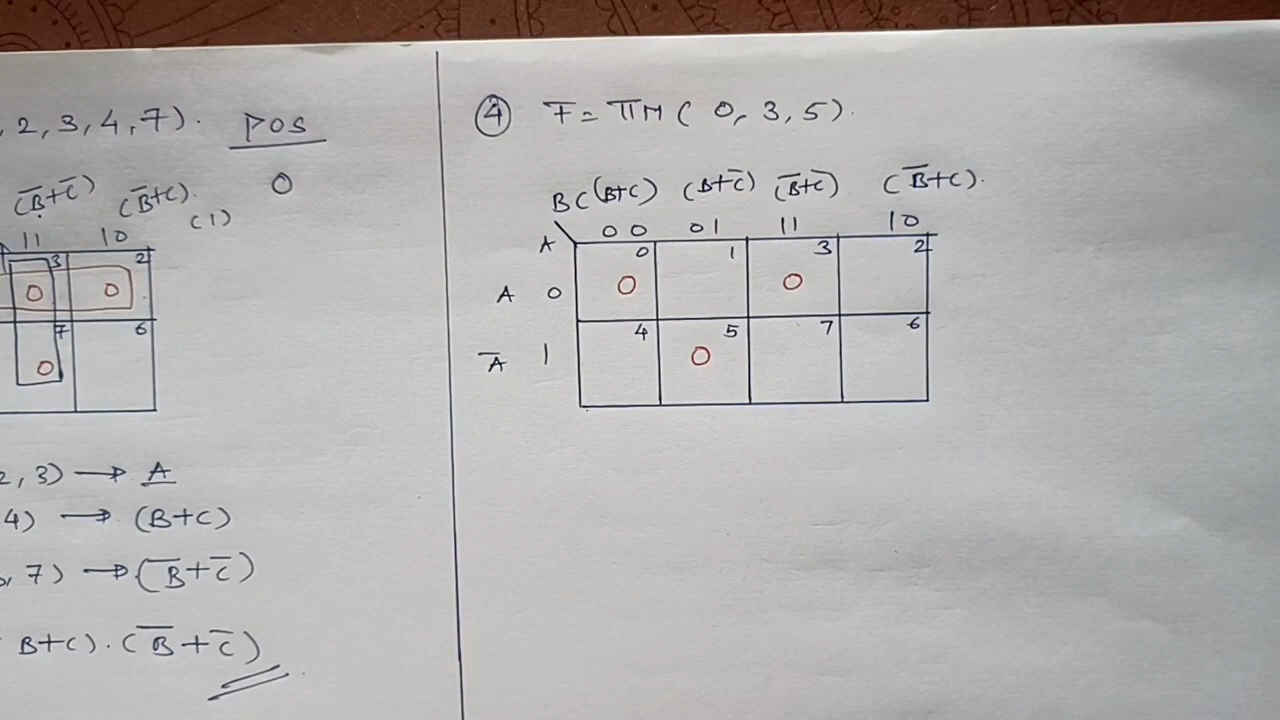 , 2, 3, 4, 7). POS
(B̅+C̅) (B̅+C). 0
(1)
11 10
3 2
0 0
7 6
0
2, 3) → A
4) → (B+C)
, 7) → (B̅+C̅)
B+C).(B̅+C̅)
④ F = ΠM ( 0, 3, 5).
BC (B+C) (B+C̅) (B̅+C̅) (B̅+C).
A 00 01 11 10
0 1 3 2
A 0 0 0
4 5 7 6
A̅ 1 0